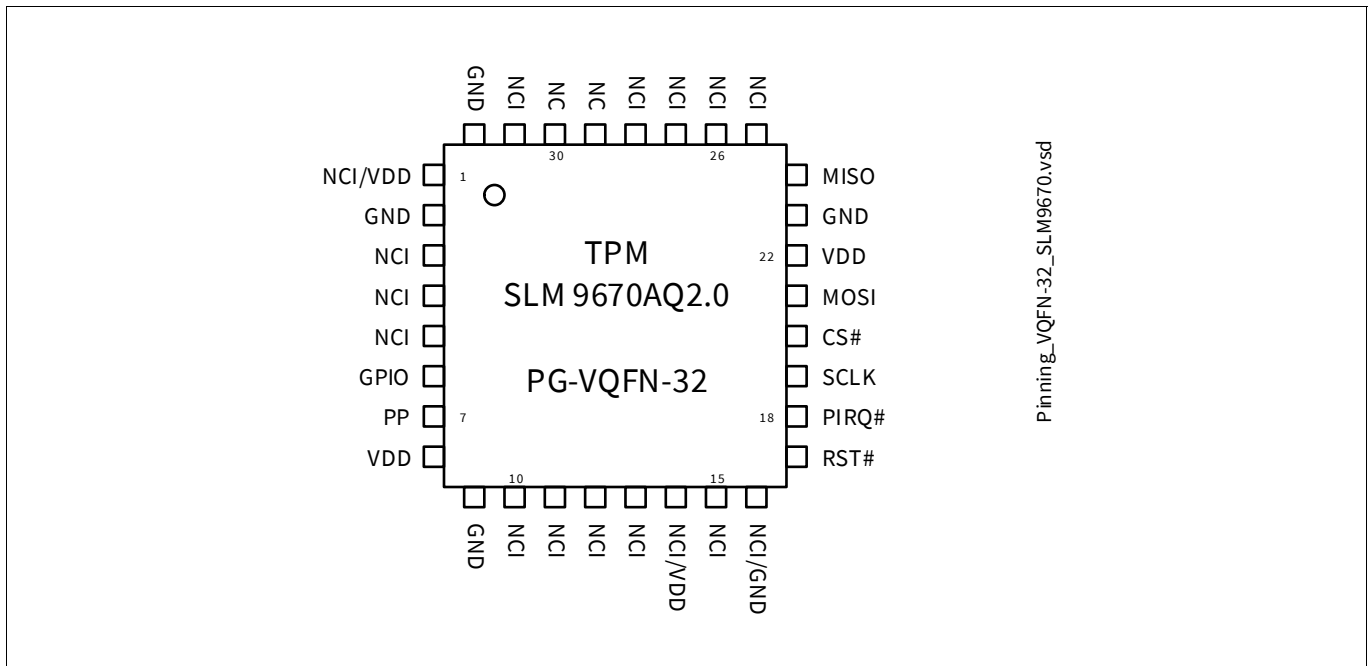 GND
NCI
NC
NC
NCI
NCI
NCI
NCI
30
26
NCI/VDD
1
MISO
GND
GND
NCI
TPM
22
VDD
NCI
SLM 9670AQ2.0
MOSI
NCI
CS#
GPIO
PG-VQFN-32
SCLK
PP
7
18
PIRQ#
VDD
RST#
10
15
GND
NCI
NCI
NCI
NCI
NCI/VDD
NCI
NCI/GND
Pinning_VQFN-32_SLM9670.vsd